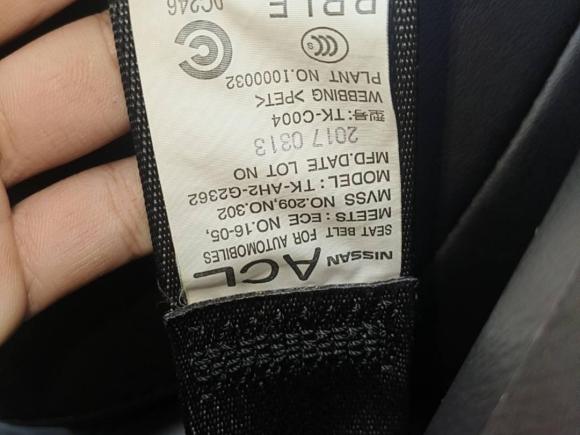 NISSAN ACL
SEAT BELT FOR AUTOMOBILES
MEETS : ECE NO.16-05,
MVSS NO.209,NO.302
MODEL : TK-AH2-G2362
MFD.DATE LOT NO
2017 0313
型号:TK-C004
WEBBING >PET<
PLANT NO.1000032